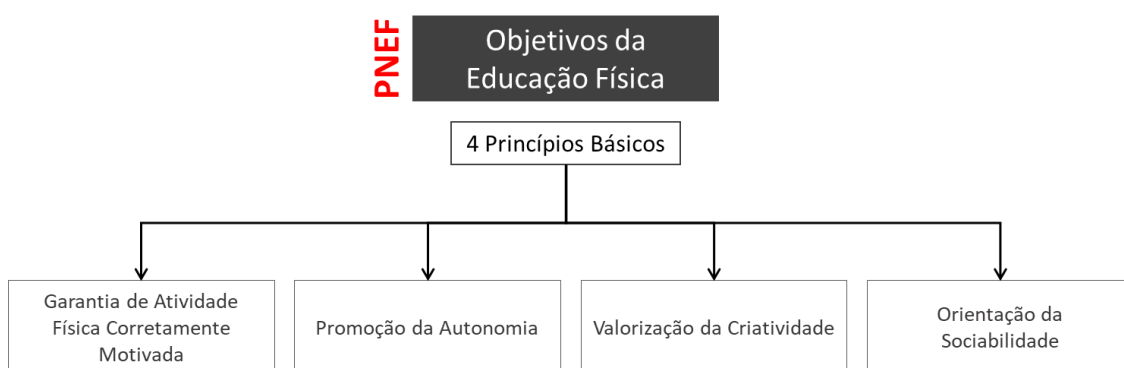 PNEF
Objetivos da
Educação Física
4 Princípios Básicos
Garantia de Atividade
Física Corretamente
Motivada
Promoção da Autonomia
Valorização da Criatividade
Orientação da
Sociabilidade